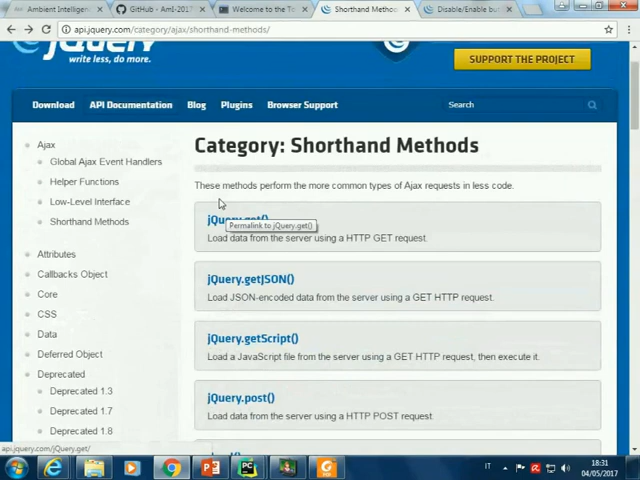 Ambient Intelligen
GitHub - AmI-2017
Welcome to the To
Shorthand Methods
Disable/Enable bu
api.jquery.com/category/ajax/shorthand-methods/
jQuery
write less, do more.
SUPPORT THE PROJECT
Download
API Documentation
Blog
Plugins
Browser Support
Search
Ajax
Global Ajax Event Handlers
Helper Functions
Low-Level Interface
Shorthand Methods
Attributes
Callbacks Object
Core
CSS
Data
Deferred Object
Deprecated
Deprecated 1.3
Deprecated 1.7
Deprecated 1.8
Category: Shorthand Methods
These methods perform the more common types of Ajax requests in less code.
jQuery.get()
Permalink to jQuery.get()
Load data from the server using a HTTP GET request.
jQuery.getJSON()
Load JSON-encoded data from the server using a GET HTTP request.
jQuery.getScript()
Load a JavaScript file from the server using a GET HTTP request, then execute it.
jQuery.post()
Load data from the server using a HTTP POST request.
api.jquery.com/jQuery.get/
IT
18:31
04/05/2017